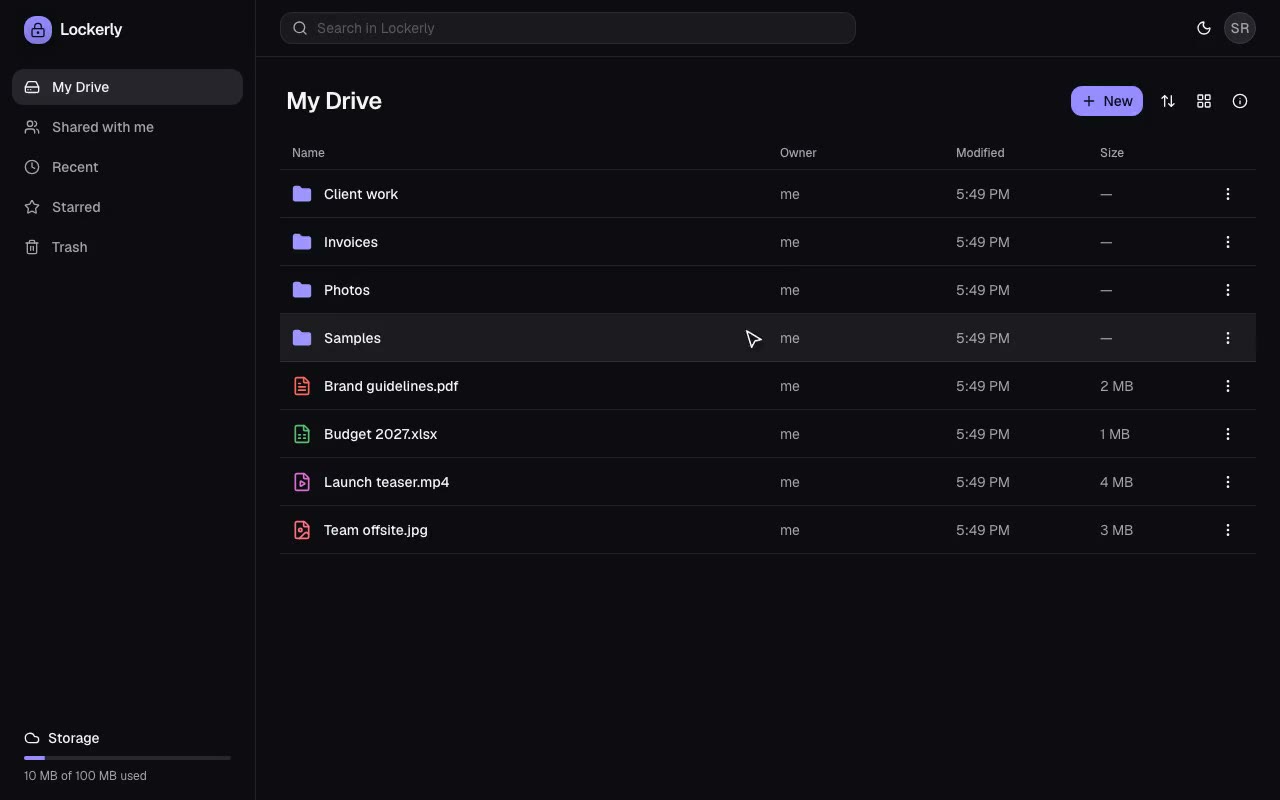 Lockerly
Search in Lockerly
SR
My Drive
Shared with me
Recent
Starred
Trash
My Drive
New
Name Owner Modified Size
Client work me 5:49 PM —
Invoices me 5:49 PM —
Photos me 5:49 PM —
Samples me 5:49 PM —
Brand guidelines.pdf me 5:49 PM 2 MB
Budget 2027.xlsx me 5:49 PM 1 MB
Launch teaser.mp4 me 5:49 PM 4 MB
Team offsite.jpg me 5:49 PM 3 MB
Storage
10 MB of 100 MB used